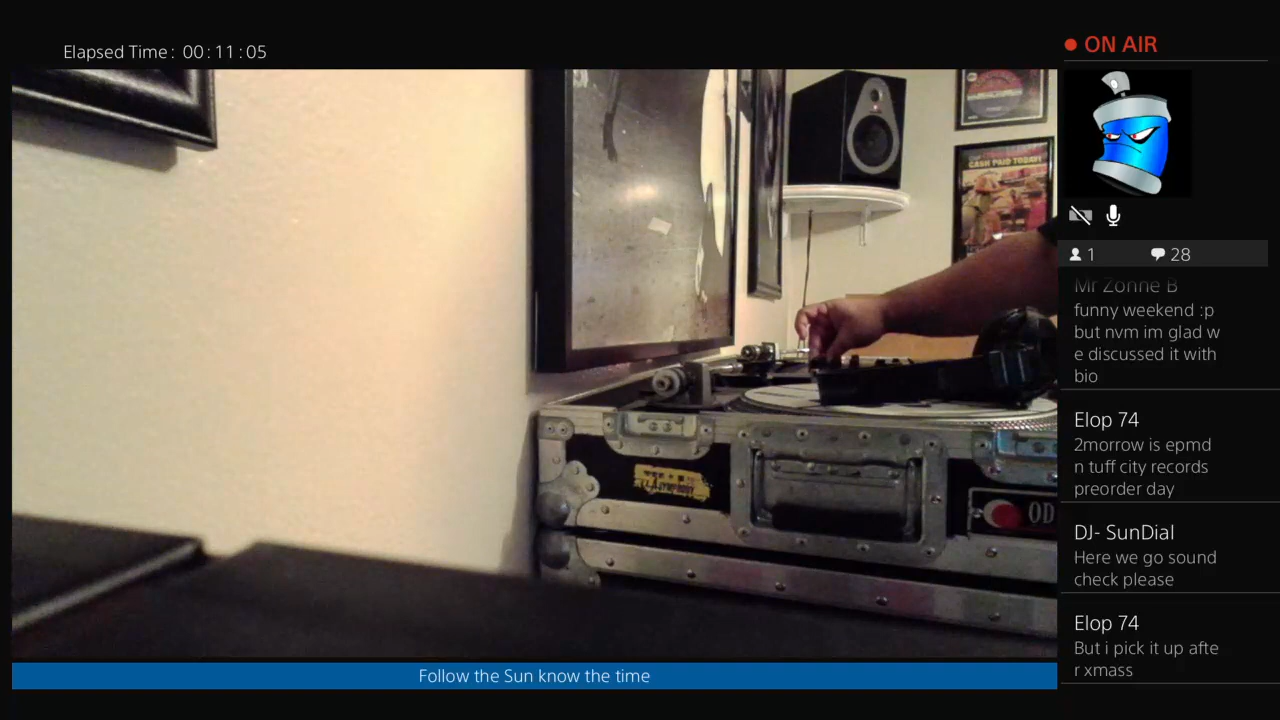 Elapsed Time: 00:11:05
ON AIR
1
28
Mr Zonne B
funny weekend :p
but nvm im glad w
e discussed it with
bio
Elop 74
2morrow is epmd
n tuff city records
preorder day
DJ- SunDial
Here we go sound
check please
Elop 74
But i pick it up afte
r xmass
CASH PAID TODAY!
OD
Follow the Sun know the time